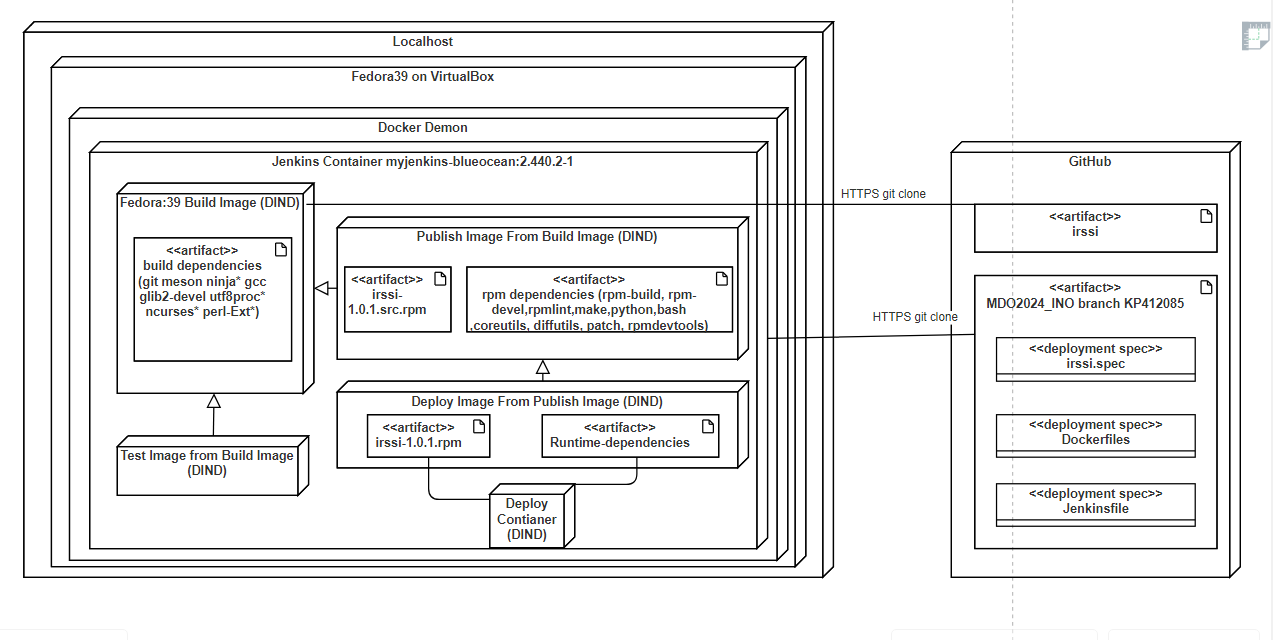 Localhost
Fedora39 on VirtualBox
Docker Demon
Jenkins Container myjenkins-blueocean:2.440.2-1
Fedora:39 Build Image (DIND)
<<artifact>>
build dependencies
(git meson ninja* gcc
glib2-devel utf8proc*
ncurses* perl-Ext*)
Publish Image From Build Image (DIND)
<<artifact>>
irssi-
1.0.1.src.rpm
<<artifact>>
rpm dependencies (rpm-build, rpm-
devel,rpmlint,make,python,bash
,coreutils, diffutils, patch, rpmdevtools)
Deploy Image From Publish Image (DIND)
<<artifact>>
irssi-1.0.1.rpm
<<artifact>>
Runtime-dependencies
Test Image from Build Image
(DIND)
Deploy
Contianer
(DIND)
HTTPS git clone
HTTPS git clone
GitHub
<<artifact>>
irssi
<<artifact>>
MDO2024_INO branch KP412085
<<deployment spec>>
irssi.spec
<<deployment spec>>
Dockerfiles
<<deployment spec>>
Jenkinsfile